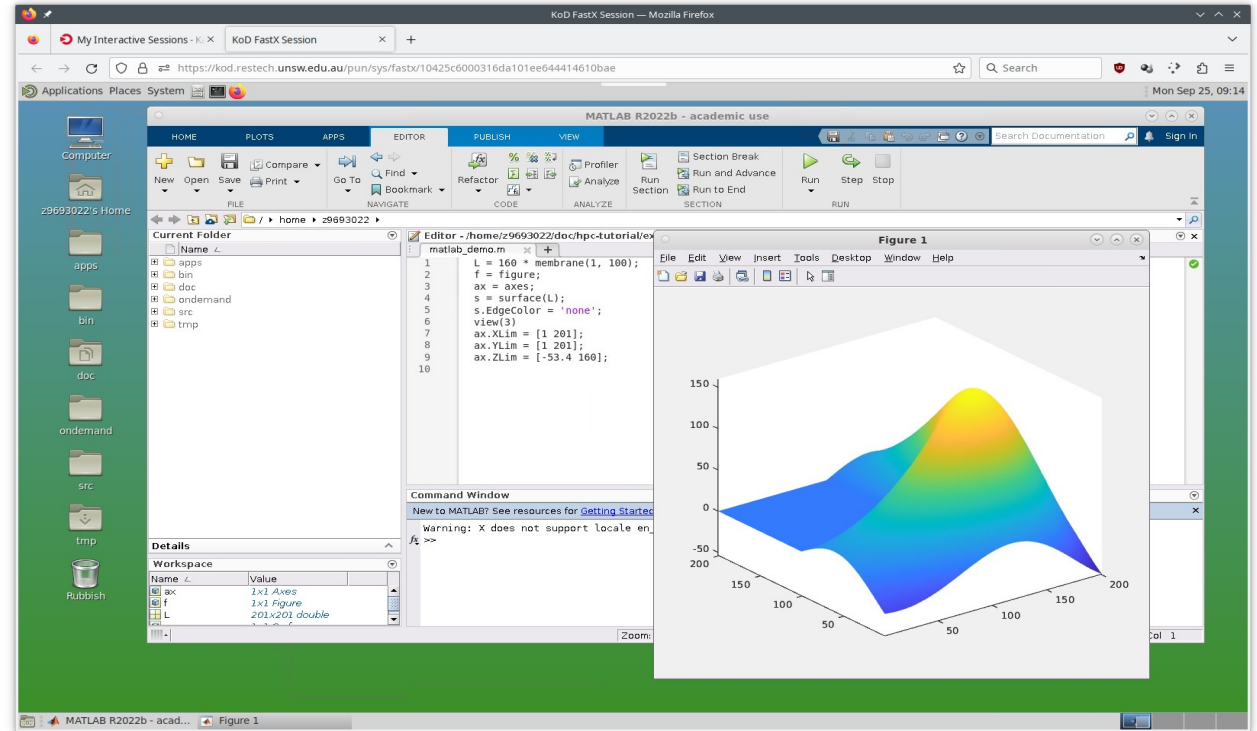 KoD FastX Session — Mozilla Firefox
My Interactive Sessions - K
KoD FastX Session
https://kod.restech.unsw.edu.au/pun/sys/fastx/10425c6000316da101ee644414610bae
Search
Applications Places System
Mon Sep 25, 09:14
Computer
z9693022's Home
apps
bin
doc
ondemand
src
tmp
Rubbish
MATLAB R2022b - academic use
HOME PLOTS APPS EDITOR PUBLISH VIEW
Search Documentation
Sign In
New Open Save
Compare
Print
Go To
Find
Bookmark
Refactor
Profiler
Analyze
Run Section
Section Break
Run and Advance
Run to End
Run Step Stop
FILE NAVIGATE CODE ANALYZE SECTION RUN
/ home z9693022
Current Folder
Name
apps
bin
doc
ondemand
src
tmp
Details
Workspace
Name Value
ax 1x1 Axes
f 1x1 Figure
L 201x201 double
Editor - /home/z9693022/doc/hpc-tutorial/ex
matlab_demo.m
1 L = 160 * membrane(1, 100);
2 f = figure;
3 ax = axes;
4 s = surface(L);
5 s.EdgeColor = 'none';
6 view(3)
7 ax.XLim = [1 201];
8 ax.YLim = [1 201];
9 ax.ZLim = [-53.4 160];
10
Command Window
New to MATLAB? See resources for Getting Started
Warning: X does not support locale en_
fx >>
Zoom:
Col 1
Figure 1
File Edit View Insert Tools Desktop Window Help
150
100
50
0
-50
200
150
100
50
50
100
150
200
MATLAB R2022b - acad...
Figure 1